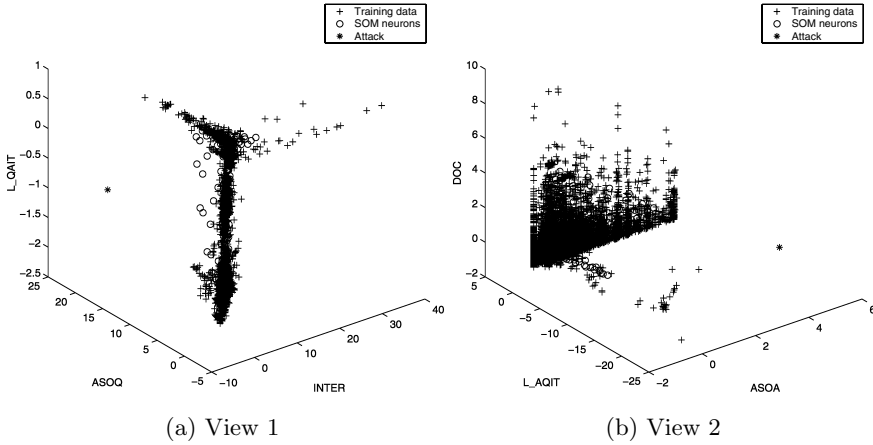 Training data
SOM neurons
Attack
1
0.5
0
−0.5
−1
−1.5
−2
−2.5
L_QAIT
25
20
15
10
5
0
−5
ASOQ
−10
0
10
20
30
40
INTER
(a) View 1
Training data
SOM neurons
Attack
10
8
6
4
2
0
−2
DOC
5
0
−5
−10
−15
−20
−25
L_AQIT
−2
0
2
4
6
ASOA
(b) View 2